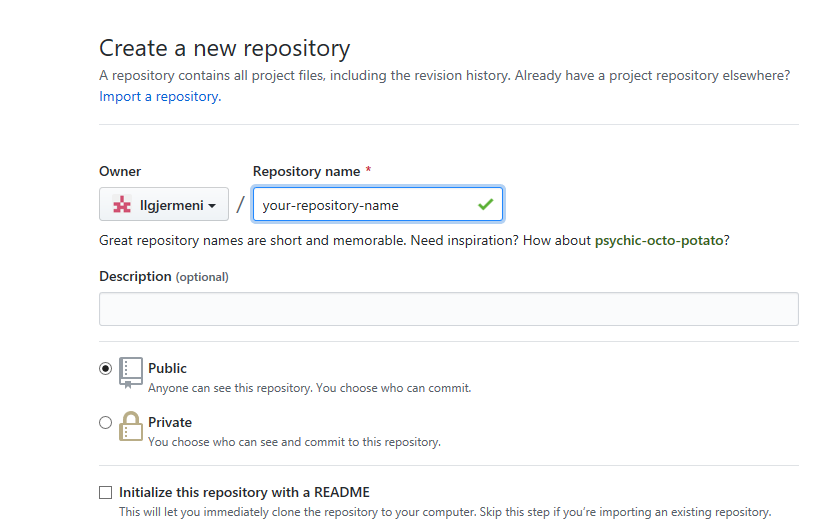 Create a new repository
A repository contains all project files, including the revision history. Already have a project repository elsewhere?
Import a repository.
Owner
Repository name *
llgjermeni
/
your-repository-name
Great repository names are short and memorable. Need inspiration? How about psychic-octo-potato?
Description (optional)
Public
Anyone can see this repository. You choose who can commit.
Private
You choose who can see and commit to this repository.
Initialize this repository with a README
This will let you immediately clone the repository to your computer. Skip this step if you're importing an existing repository.